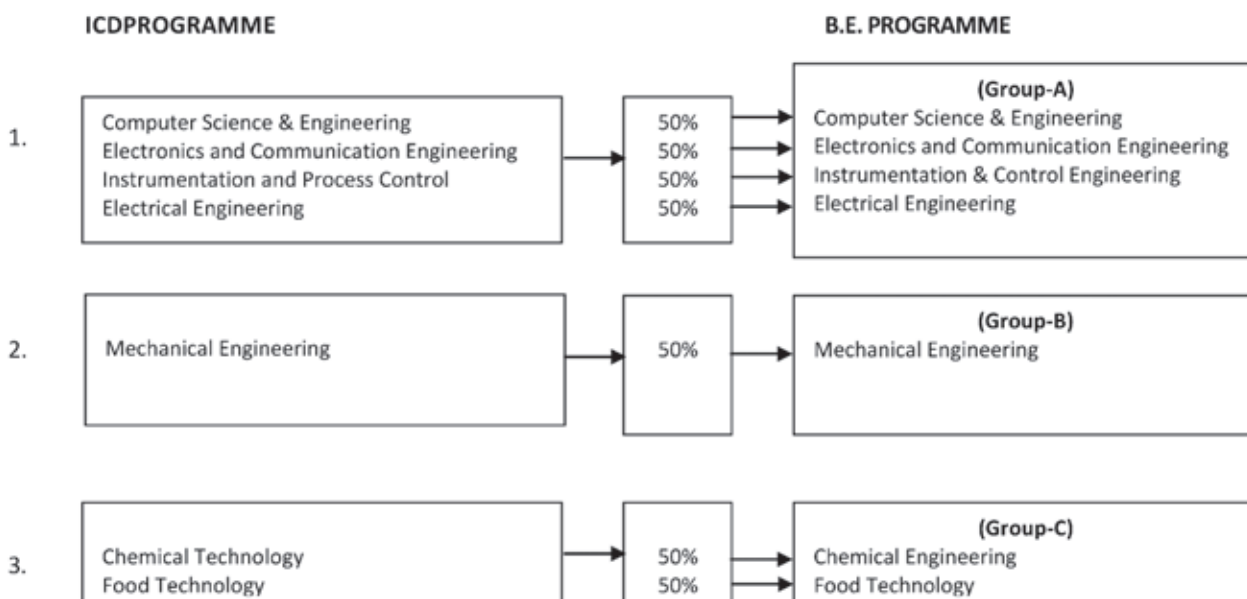 ICDPROGRAMME B.E. PROGRAMME
1.
Computer Science & Engineering
Electronics and Communication Engineering
Instrumentation and Process Control
Electrical Engineering
50%
50%
50%
50%
(Group-A)
Computer Science & Engineering
Electronics and Communication Engineering
Instrumentation & Control Engineering
Electrical Engineering
2.
Mechanical Engineering
50%
(Group-B)
Mechanical Engineering
3.
Chemical Technology
Food Technology
50%
50%
(Group-C)
Chemical Engineering
Food Technology